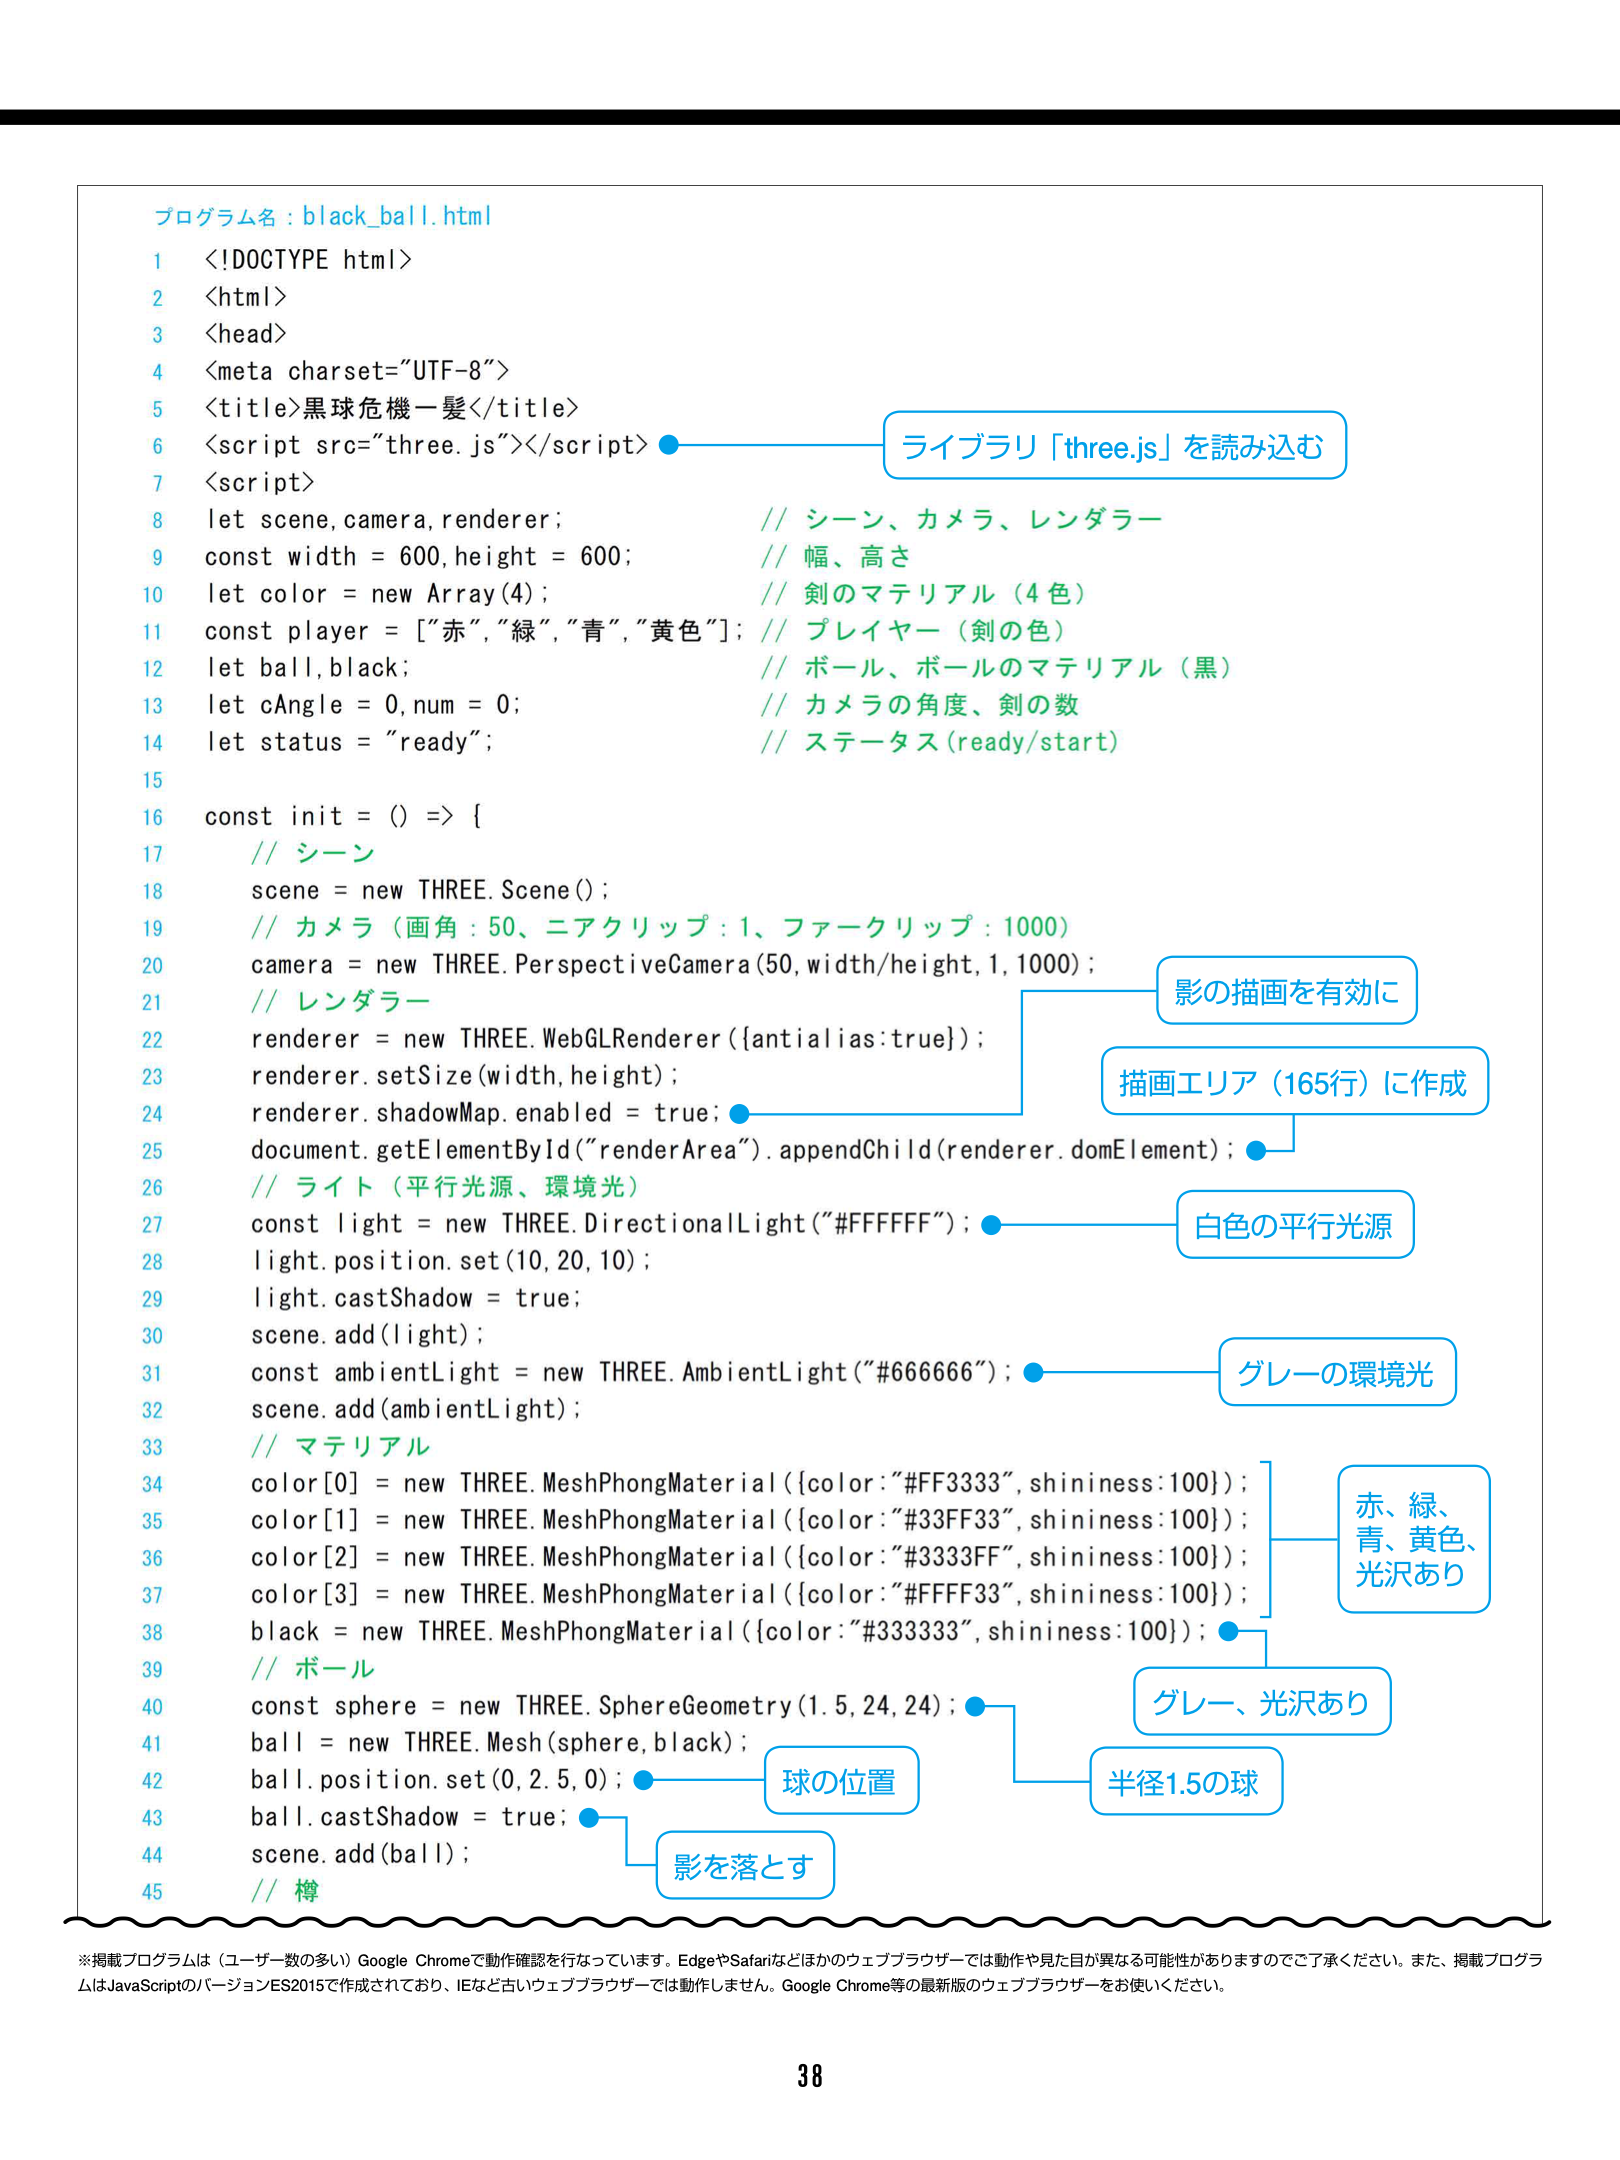 プログラム名：black_ball.html
1 <!DOCTYPE html>
2 <html>
3 <head>
4 <meta charset="UTF-8">
5 <title>黒球危機一髪</title>
6 <script src="three.js"></script>
ライブラリ「three.js」を読み込む
7 <script>
8 let scene,camera,renderer; // シーン、カメラ、レンダラー
9 const width = 600,height = 600; // 幅、高さ
10 let color = new Array(4); // 剣のマテリアル（4色）
11 const player = ["赤","緑","青","黄色"]; // プレイヤー（剣の色）
12 let ball,black; // ボール、ボールのマテリアル（黒）
13 let cAngle = 0,num = 0; // カメラの角度、剣の数
14 let status = "ready"; // ステータス(ready/start)
15
16 const init = () => {
17 // シーン
18 scene = new THREE.Scene();
19 // カメラ（画角：50、ニアクリップ：1、ファークリップ：1000）
20 camera = new THREE.PerspectiveCamera(50,width/height,1,1000);
影の描画を有効に
21 // レンダラー
22 renderer = new THREE.WebGLRenderer({antialias:true});
23 renderer.setSize(width,height);
描画エリア（165行）に作成
24 renderer.shadowMap.enabled = true;
25 document.getElementById("renderArea").appendChild(renderer.domElement);
26 // ライト（平行光源、環境光）
27 const light = new THREE.DirectionalLight("#FFFFFF");
白色の平行光源
28 light.position.set(10,20,10);
29 light.castShadow = true;
30 scene.add(light);
31 const ambientLight = new THREE.AmbientLight("#666666");
グレーの環境光
32 scene.add(ambientLight);
33 // マテリアル
34 color[0] = new THREE.MeshPhongMaterial({color:"#FF3333",shininess:100});
35 color[1] = new THREE.MeshPhongMaterial({color:"#33FF33",shininess:100});
36 color[2] = new THREE.MeshPhongMaterial({color:"#3333FF",shininess:100});
37 color[3] = new THREE.MeshPhongMaterial({color:"#FFFF33",shininess:100});
赤、緑、
青、黄色、
光沢あり
38 black = new THREE.MeshPhongMaterial({color:"#333333",shininess:100});
グレー、光沢あり
39 // ボール
40 const sphere = new THREE.SphereGeometry(1.5,24,24);
半径1.5の球
41 ball = new THREE.Mesh(sphere,black);
42 ball.position.set(0,2.5,0);
球の位置
43 ball.castShadow = true;
影を落とす
44 scene.add(ball);
45 // 樽
※掲載プログラムは（ユーザー数の多い）Google Chromeで動作確認を行なっています。EdgeやSafariなどほかのウェブブラウザーでは動作や見た目が異なる可能性がありますのでご了承ください。また、掲載プログラ
ムはJavaScriptのバージョンES2015で作成されており、IEなど古いウェブブラウザーでは動作しません。Google Chrome等の最新版のウェブブラウザーをお使いください。
38